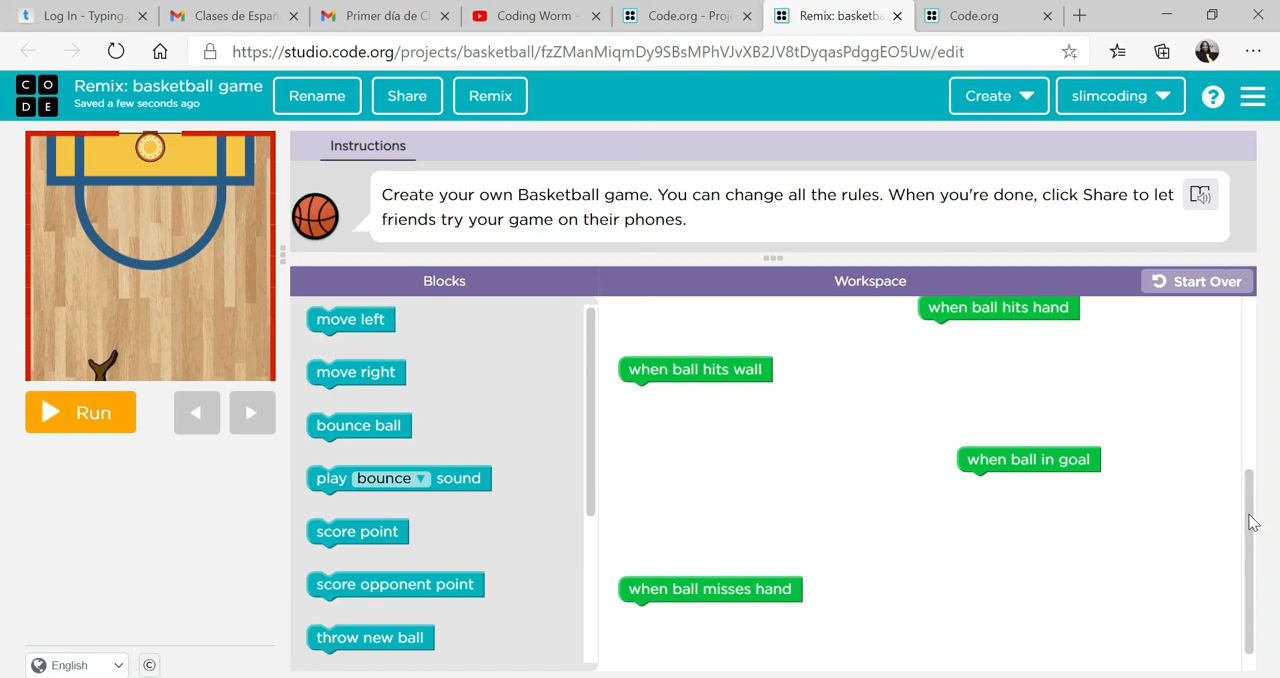 Log In - Typing.
Clases de Españ
Primer día de C
Coding Worm -
Code.org - Proj
Remix: basketba
Code.org
https://studio.code.org/projects/basketball/fzZManMiqmDy9SBsMPhVJvXB2JV8tDyqasPdggEO5Uw/edit
C O
D E
Remix: basketball game
Saved a few seconds ago
Rename
Share
Remix
Create
slimcoding
?
Instructions
Create your own Basketball game. You can change all the rules. When you're done, click Share to let
friends try your game on their phones.
Blocks
Workspace
Start Over
move left
move right
bounce ball
play bounce sound
score point
score opponent point
throw new ball
when ball hits hand
when ball hits wall
when ball in goal
when ball misses hand
Run
English
©